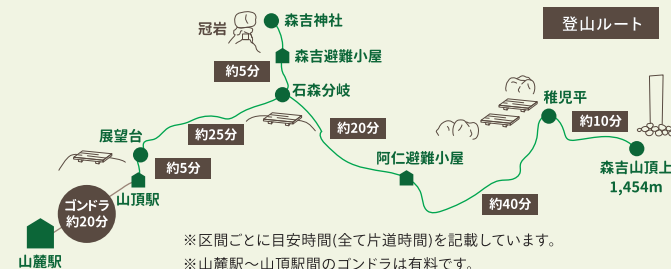 登山ルート
冠岩
森吉神社
森吉避難小屋
約5分
石森分岐
稚児平
約10分
約25分
約20分
展望台
約5分
阿仁避難小屋
森吉山頂上
1,454m
山頂駅
約40分
ゴンドラ
約20分
山麓駅
※区間ごとに目安時間(全て片道時間)を記載しています。
※山麓駅～山頂駅間のゴンドラは有料です。